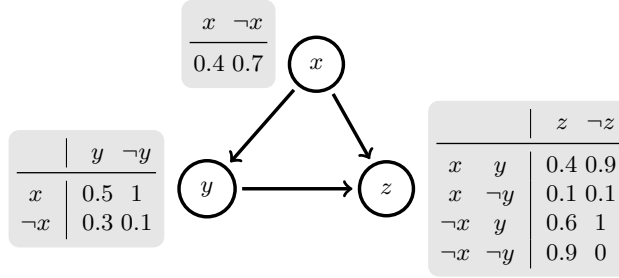 x ¬x
0.4 0.7
x
y ¬y
x 0.5 1
¬x 0.3 0.1
y
z
z ¬z
x y 0.4 0.9
x ¬y 0.1 0.1
¬x y 0.6 1
¬x ¬y 0.9 0